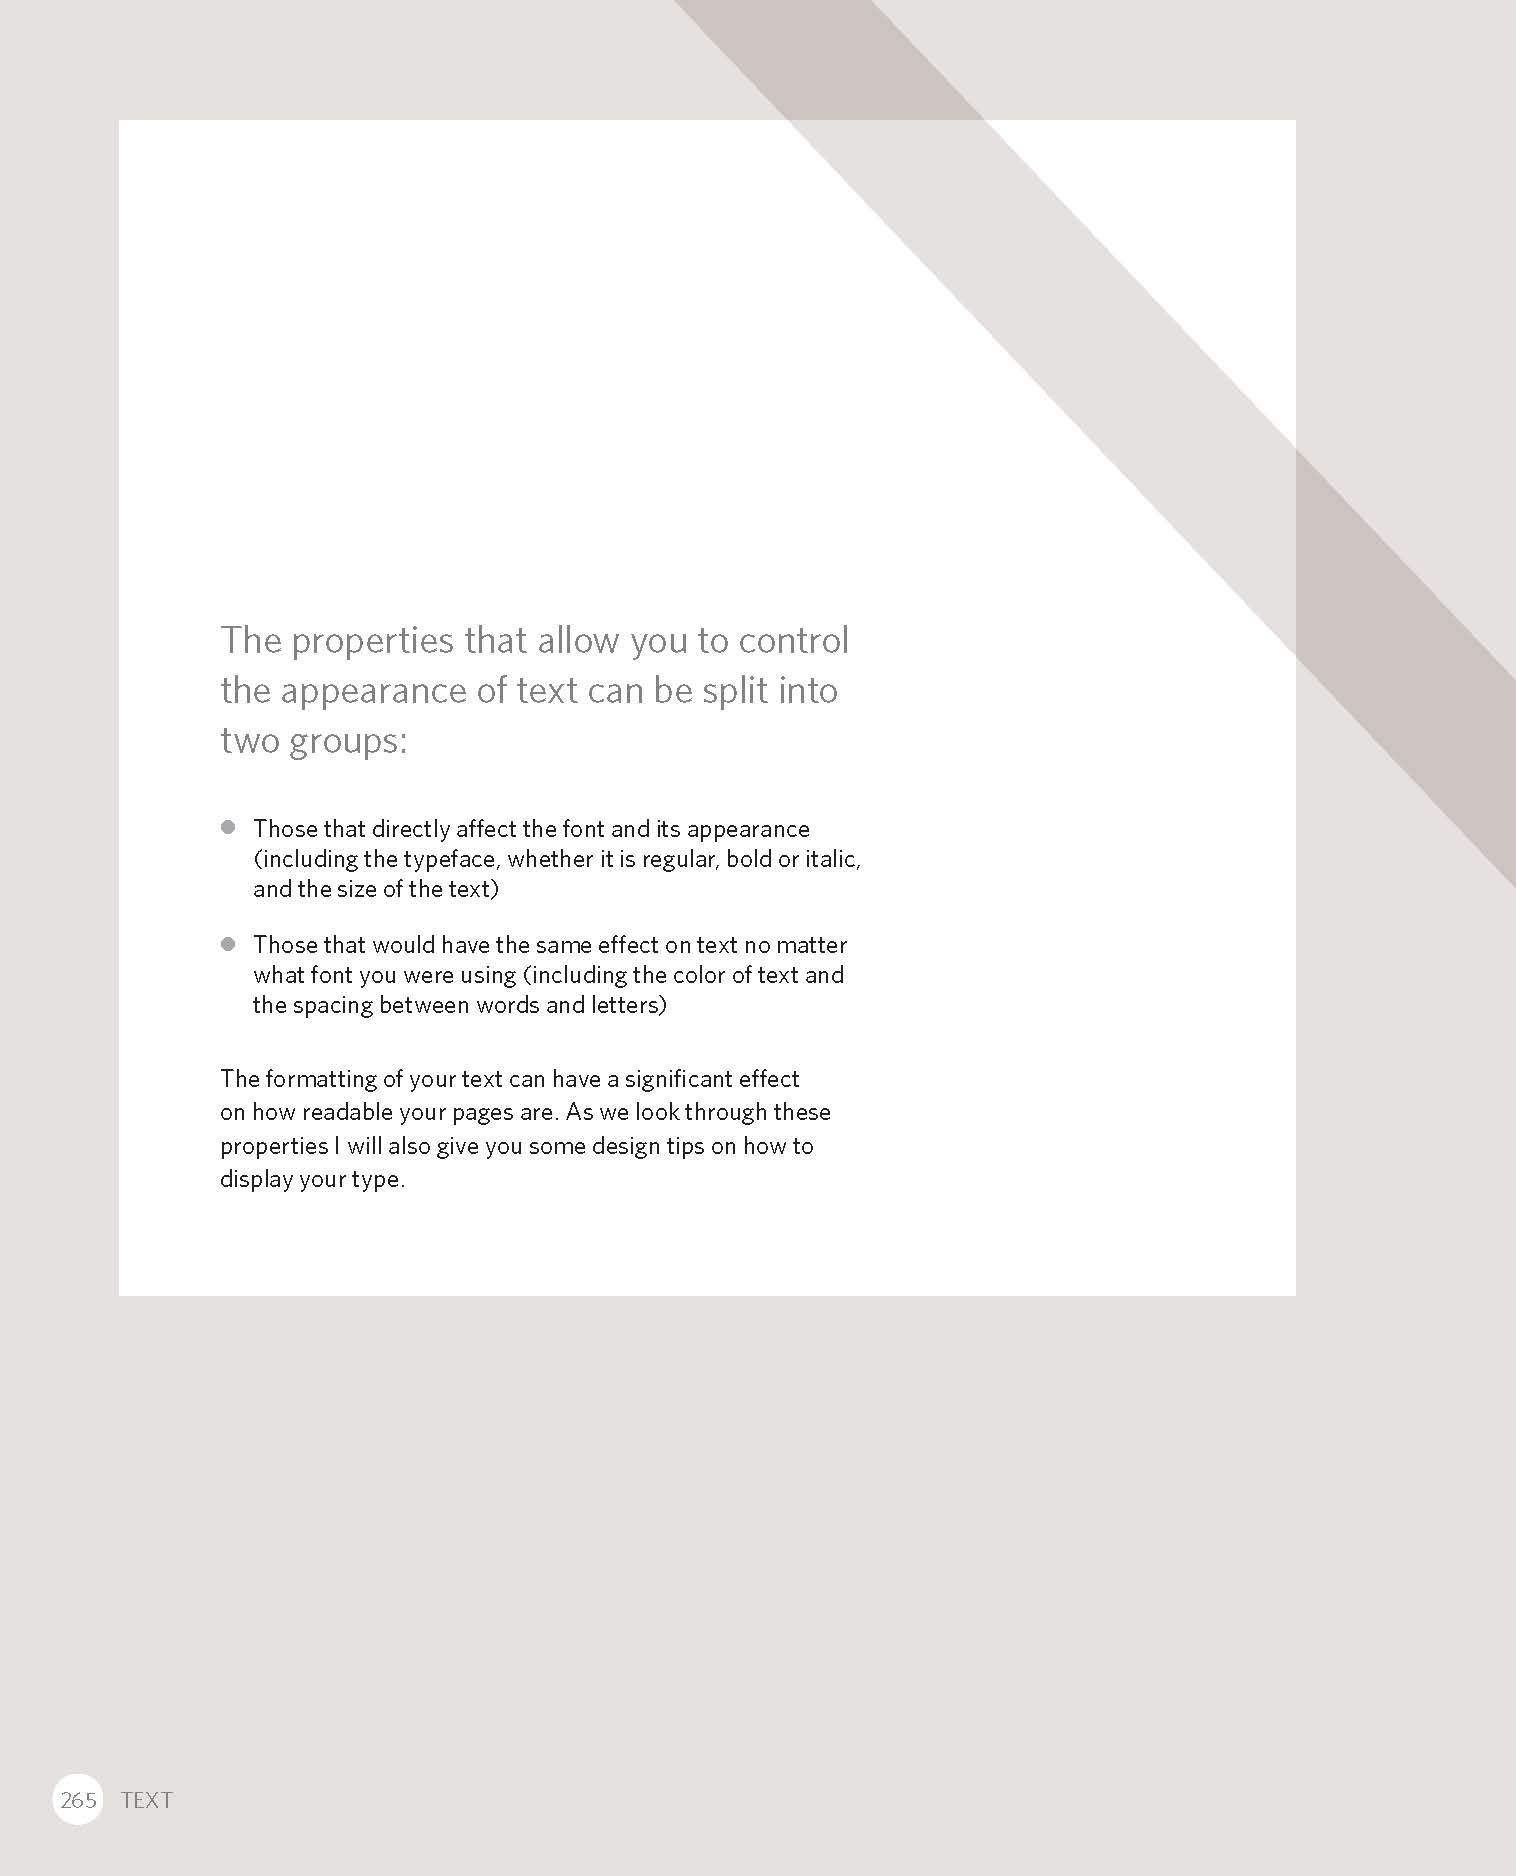 The properties that allow you to control
the appearance of text can be split into
two groups:
Those that directly affect the font and its appearance
(including the typeface, whether it is regular, bold or italic,
and the size of the text)
Those that would have the same effect on text no matter
what font you were using (including the color of text and
the spacing between words and letters)
The formatting of your text can have a significant effect
on how readable your pages are. As we look through these
properties I will also give you some design tips on how to
display your type.
265 TEXT